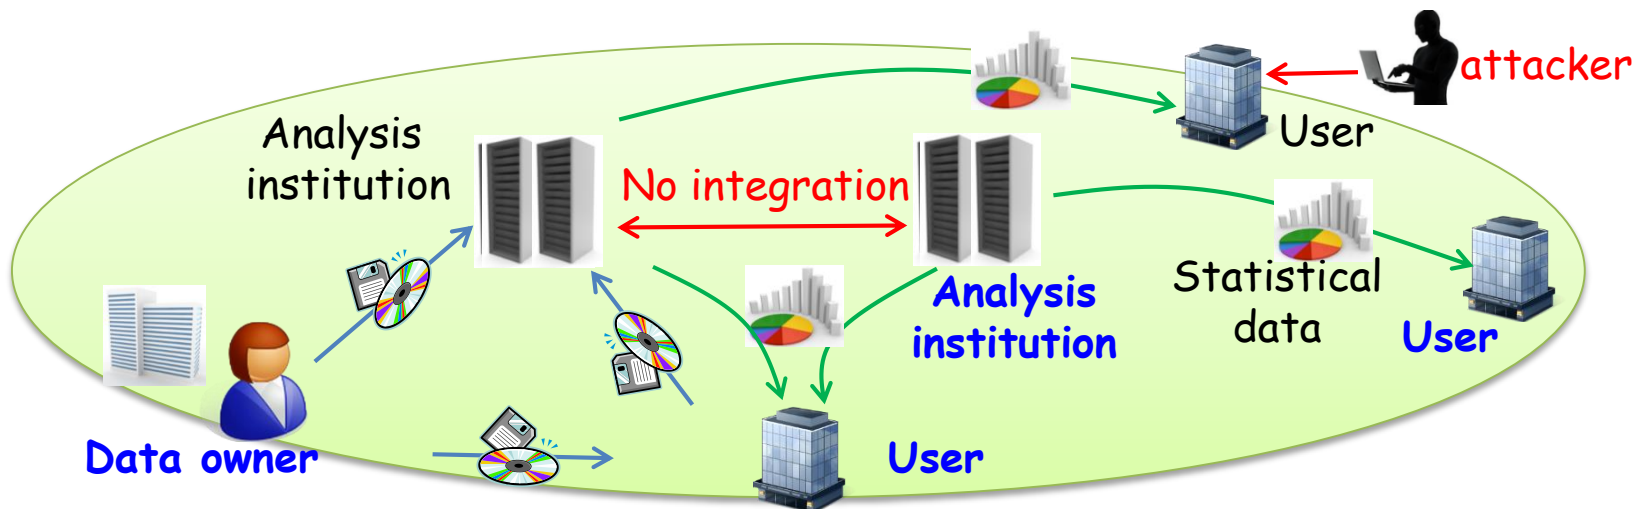 attacker
User
Analysis
institution
No integration
Analysis
institution
Statistical
data
User
Data owner
User